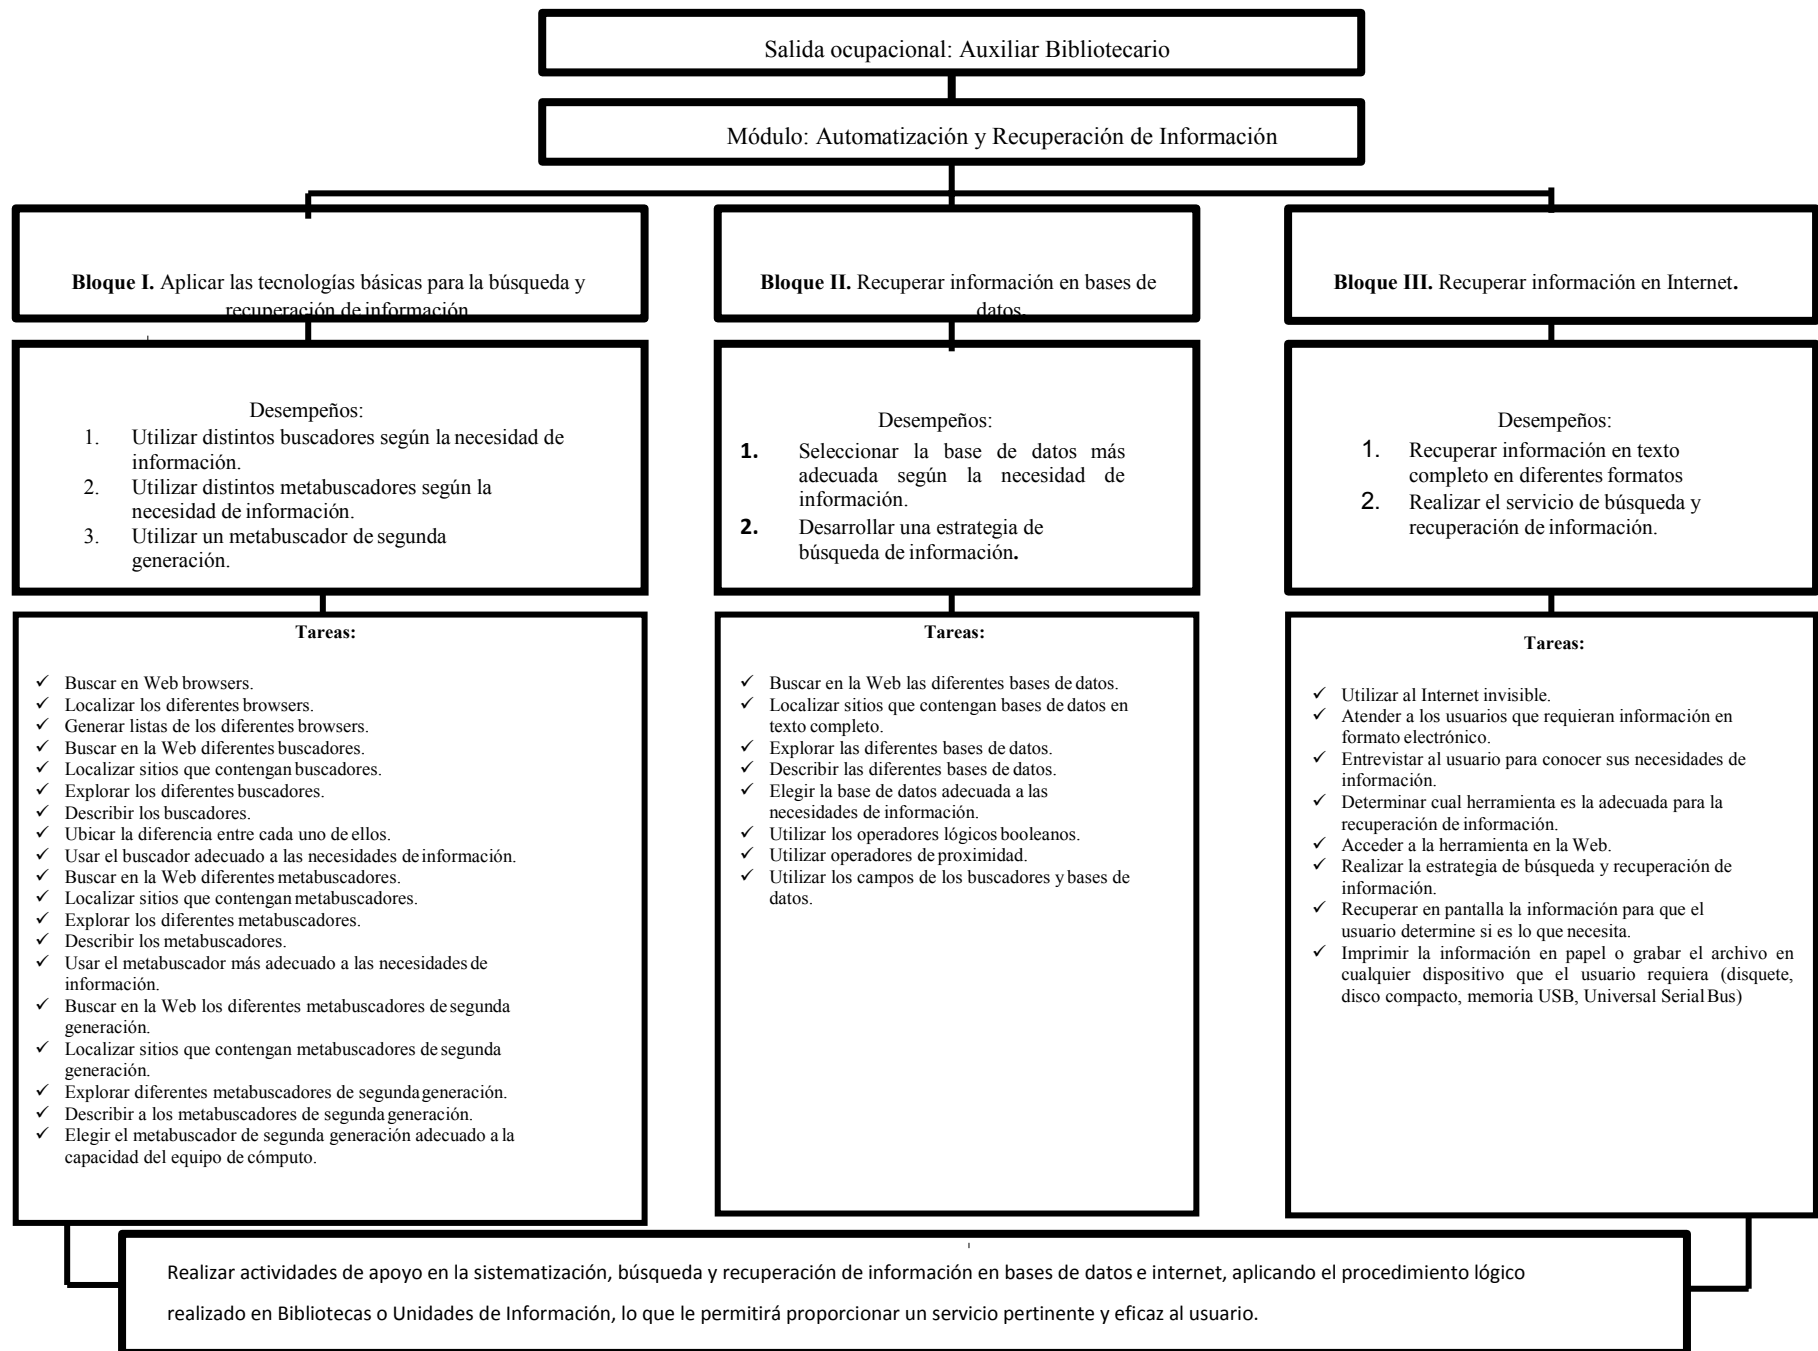 Salida ocupacional: Auxiliar Bibliotecario
Módulo: Automatización y Recuperación de Información
Bloque I. Aplicar las tecnologías básicas para la búsqueda y
recuperación de información
Bloque II. Recuperar información en bases de
datos.
Bloque III. Recuperar información en Internet.
Desempeños:
1. Utilizar distintos buscadores según la necesidad de
información.
2. Utilizar distintos metabuscadores según la
necesidad de información.
3. Utilizar un metabuscador de segunda
generación.
Desempeños:
1. Seleccionar la base de datos más
adecuada según la necesidad de
información.
2. Desarrollar una estrategia de
búsqueda de información.
Desempeños:
1. Recuperar información en texto
completo en diferentes formatos
2. Realizar el servicio de búsqueda y
recuperación de información.
Tareas:
✓ Buscar en Web browsers.
✓ Localizar los diferentes browsers.
✓ Generar listas de los diferentes browsers.
✓ Buscar en la Web diferentes buscadores.
✓ Localizar sitios que contengan buscadores.
✓ Explorar los diferentes buscadores.
✓ Describir los buscadores.
✓ Ubicar la diferencia entre cada uno de ellos.
✓ Usar el buscador adecuado a las necesidades de información.
✓ Buscar en la Web diferentes metabuscadores.
✓ Localizar sitios que contengan metabuscadores.
✓ Explorar los diferentes metabuscadores.
✓ Describir los metabuscadores.
✓ Usar el metabuscador más adecuado a las necesidades de
información.
✓ Buscar en la Web los diferentes metabuscadores de segunda
generación.
✓ Localizar sitios que contengan metabuscadores de segunda
generación.
✓ Explorar diferentes metabuscadores de segunda generación.
✓ Describir a los metabuscadores de segunda generación.
✓ Elegir el metabuscador de segunda generación adecuado a la
capacidad del equipo de cómputo.
Tareas:
✓ Buscar en la Web las diferentes bases de datos.
✓ Localizar sitios que contengan bases de datos en
texto completo.
✓ Explorar las diferentes bases de datos.
✓ Describir las diferentes bases de datos.
✓ Elegir la base de datos adecuada a las
necesidades de información.
✓ Utilizar los operadores lógicos booleanos.
✓ Utilizar operadores de proximidad.
✓ Utilizar los campos de los buscadores y bases de
datos.
Tareas:
✓ Utilizar al Internet invisible.
✓ Atender a los usuarios que requieran información en
formato electrónico.
✓ Entrevistar al usuario para conocer sus necesidades de
información.
✓ Determinar cual herramienta es la adecuada para la
recuperación de información.
✓ Acceder a la herramienta en la Web.
✓ Realizar la estrategia de búsqueda y recuperación de
información.
✓ Recuperar en pantalla la información para que el
usuario determine si es lo que necesita.
✓ Imprimir la información en papel o grabar el archivo en
cualquier dispositivo que el usuario requiera (disquete,
disco compacto, memoria USB, Universal Serial Bus)
Realizar actividades de apoyo en la sistematización, búsqueda y recuperación de información en bases de datos e internet, aplicando el procedimiento lógico
realizado en Bibliotecas o Unidades de Información, lo que le permitirá proporcionar un servicio pertinente y eficaz al usuario.